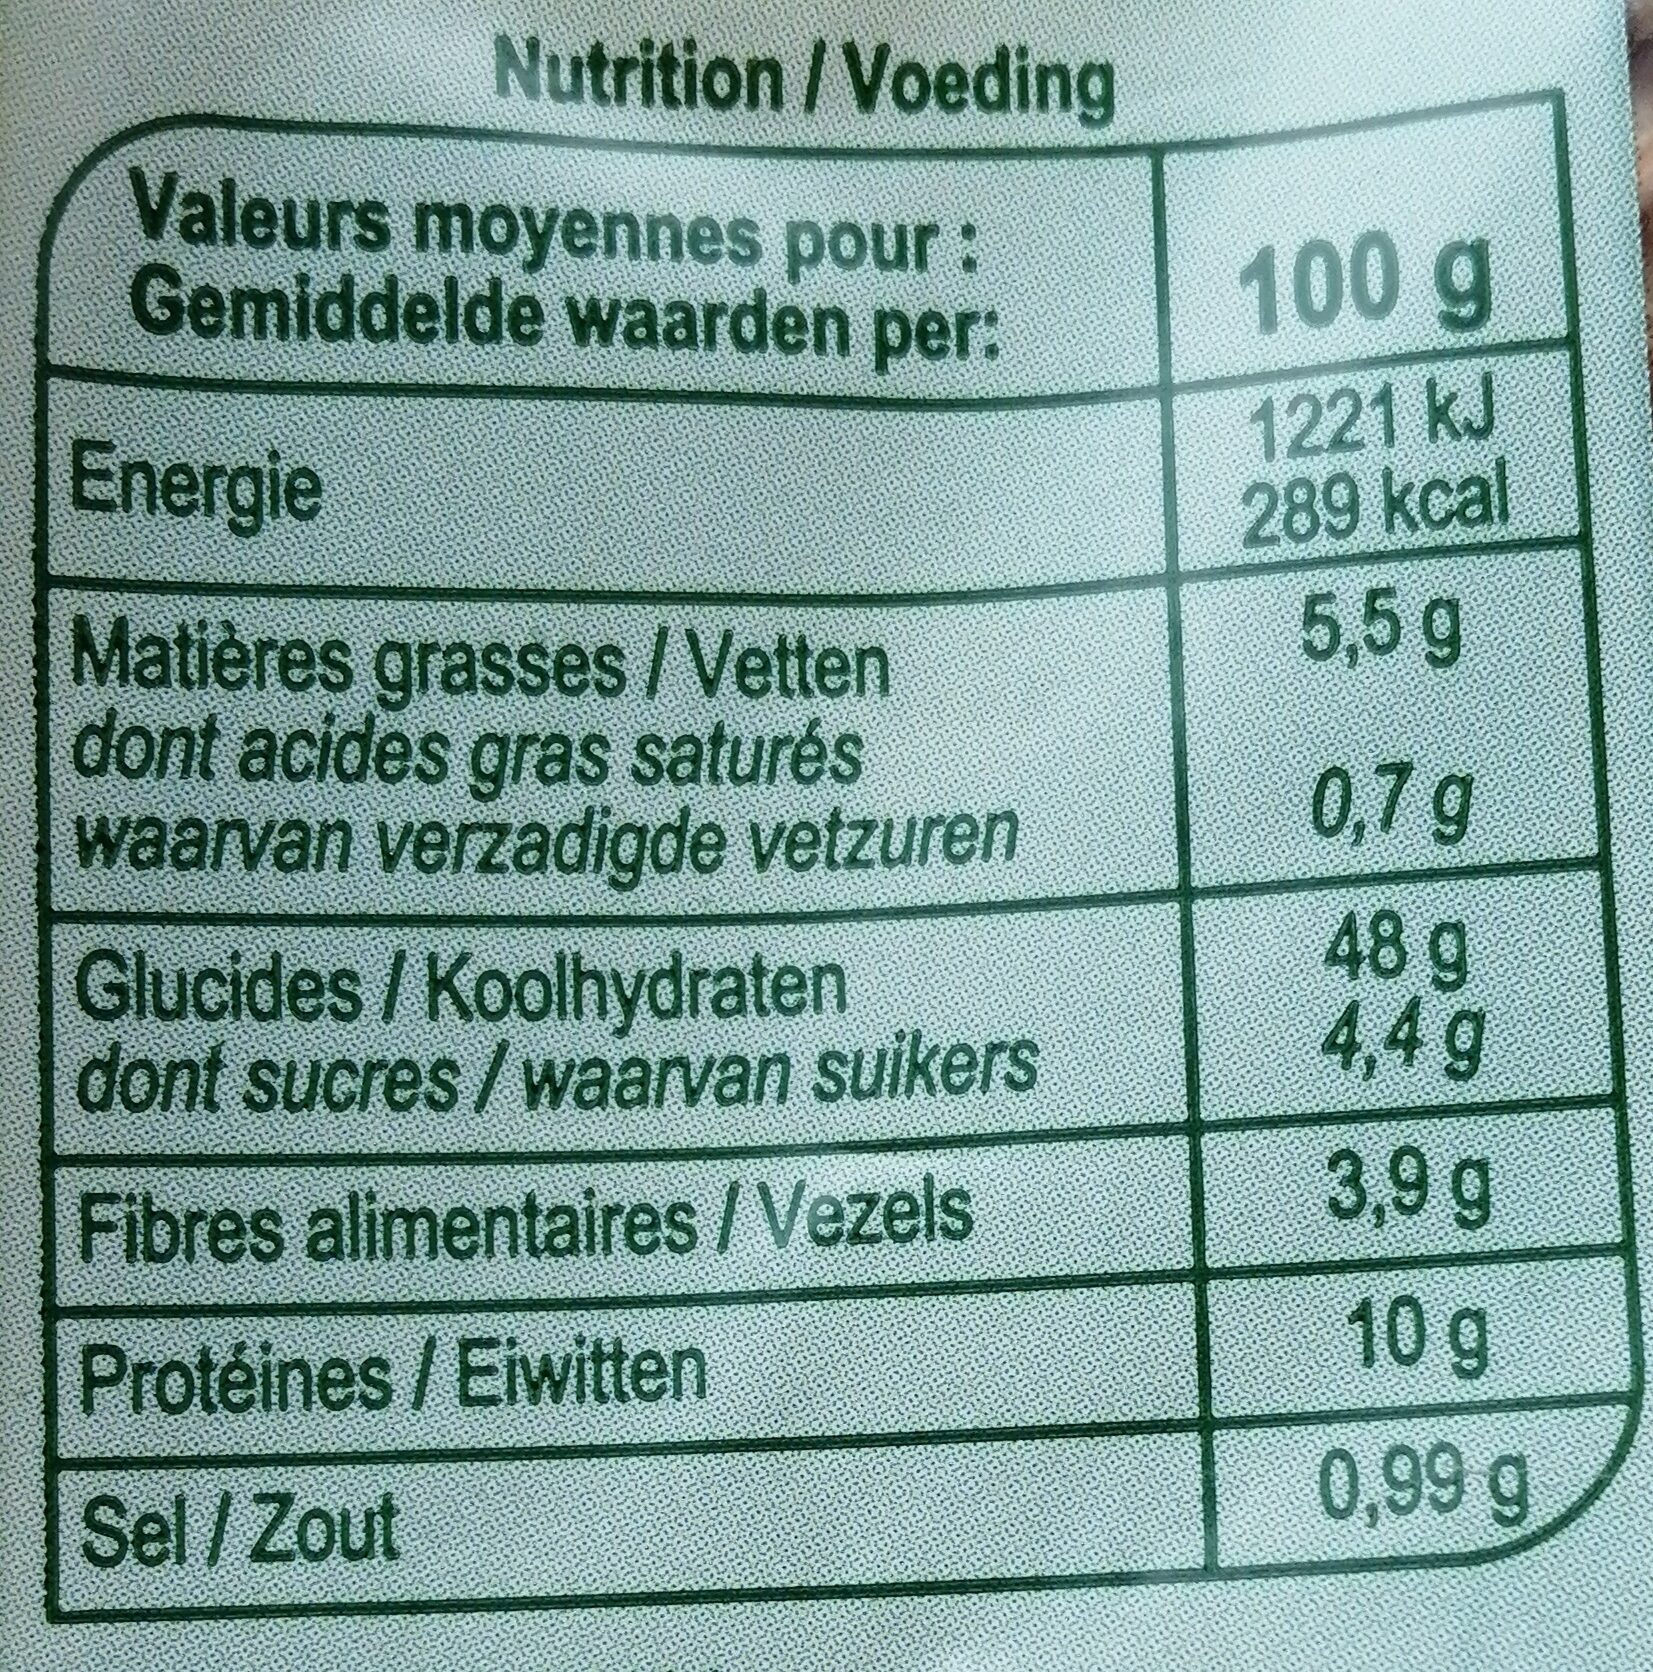 Nutrition / Voeding
Valeurs moyennes pour :
Gemiddelde waarden per:
100 g
Energie
1221 kJ
289 kcal
Matières grasses / Vetten
5,5 g
dont acides gras saturés
waarvan verzadigde vetzuren
0,7 g
Glucides / Koolhydraten
48 g
dont sucres / waarvan suikers
4,4 g
Fibres alimentaires / Vezels
3,9 g
Protéines / Eiwitten
10 g
Sel / Zout
0,99 g